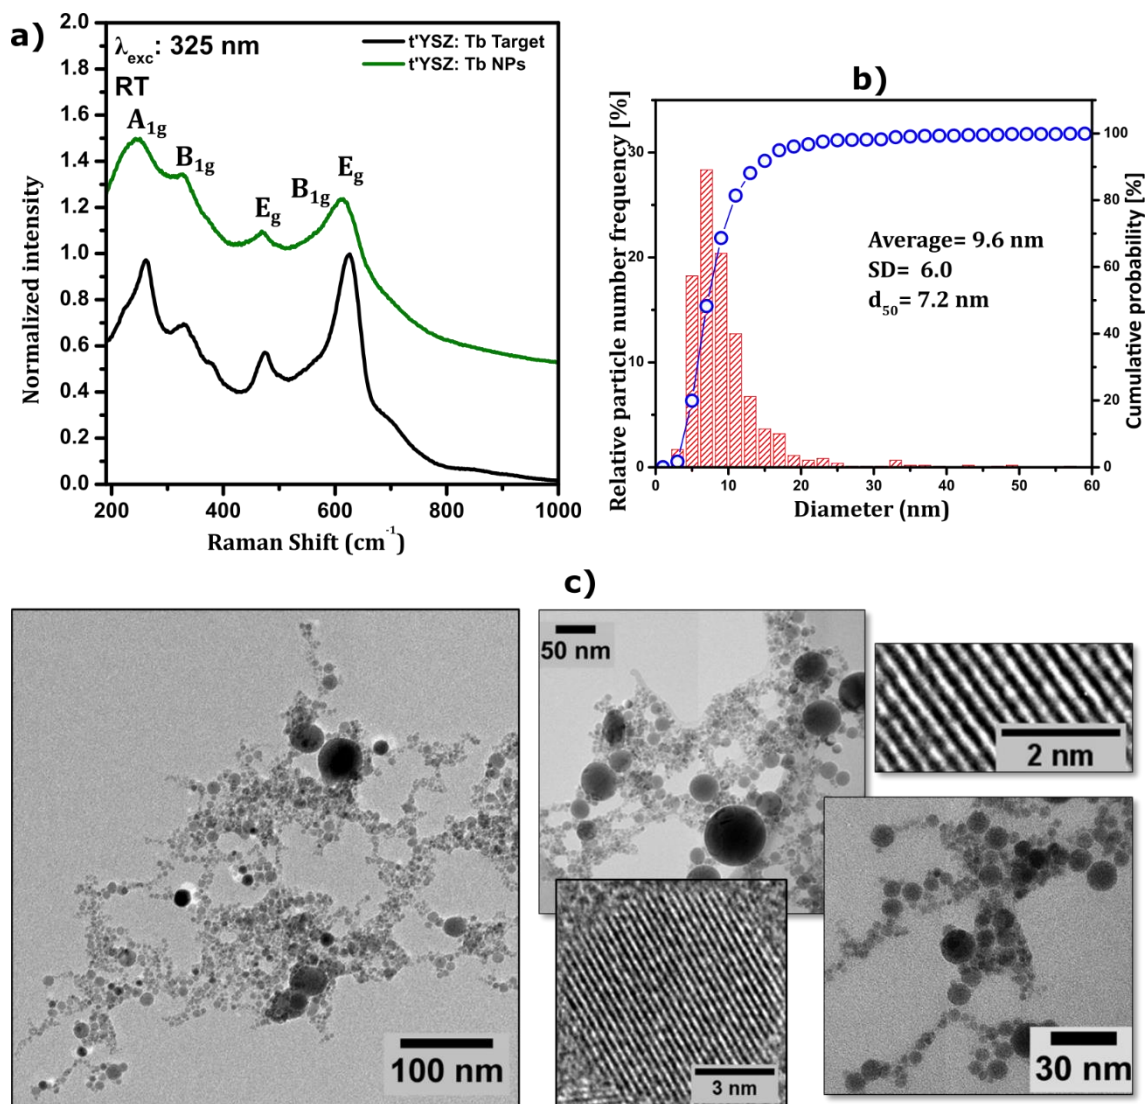 a)
λexc: 325 nm
RT
t'YSZ: Tb Target
t'YSZ: Tb NPs
A1g
B1g
Eg
B1g
Eg
2.0
1.8
1.6
1.4
1.2
1.0
0.8
0.6
0.4
0.2
0.0
Normalized intensity
200 400 600 800 1000
Raman Shift (cm-1)
b)
Relative particle number frequency [%]
30
20
10
0
Average= 9.6 nm
SD= 6.0
d50= 7.2 nm
100
80
60
40
20
0
Cumulative probability [%]
0 10 20 30 40 50 60
Diameter (nm)
c)
100 nm
50 nm
2 nm
3 nm
30 nm